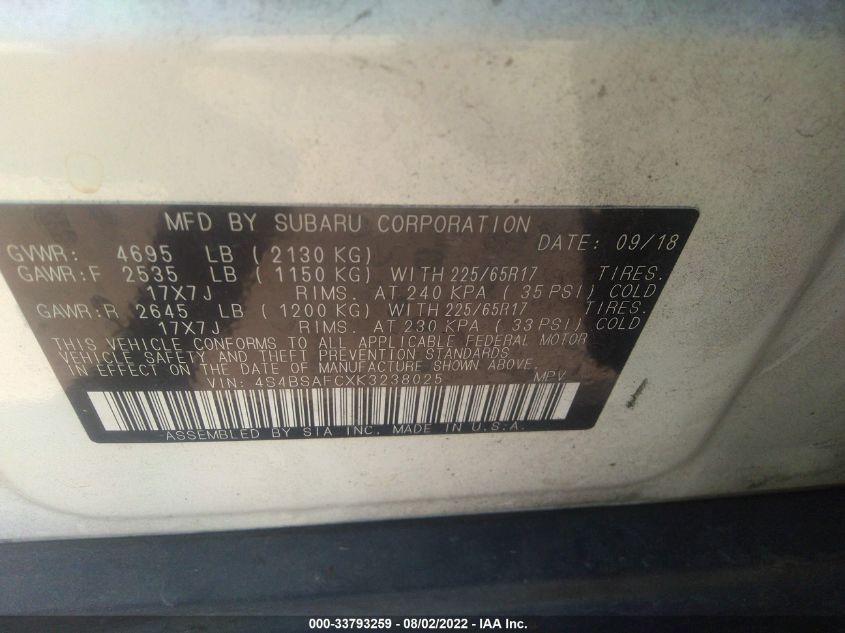 MFD BY SUBARU CORPORATION
DATE: 09/18
GVWR: 4695 LB ( 2130 KG)
GAWR:F 2535 LB ( 1150 KG) WITH 225/65R17 TIRES.
17X7J RIMS. AT 240 KPA ( 35 PSI) COLD
GAWR:R 2645 LB ( 1200 KG) WITH 225/65R17 TIRES.
17X7J RIMS. AT 230 KPA ( 33 PSI) COLD
THIS VEHICLE CONFORMS TO ALL APPLICABLE FEDERAL MOTOR
VEHICLE SAFETY AND THEFT PREVENTION STANDARDS
IN EFFECT ON THE DATE OF MANUFACTURE SHOWN ABOVE.
VIN: 4S4BSAFCXK3238025 MPV
ASSEMBLED BY SIA INC. MADE IN U.S.A.
000-33793259 - 08/02/2022 - IAA Inc.